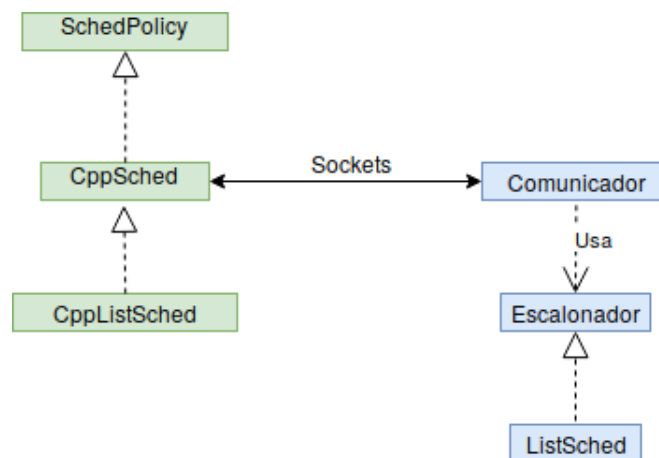 SchedPolicy
CppSched
Sockets
Comunicador
Usa
CppListSched
Escalonador
ListSched